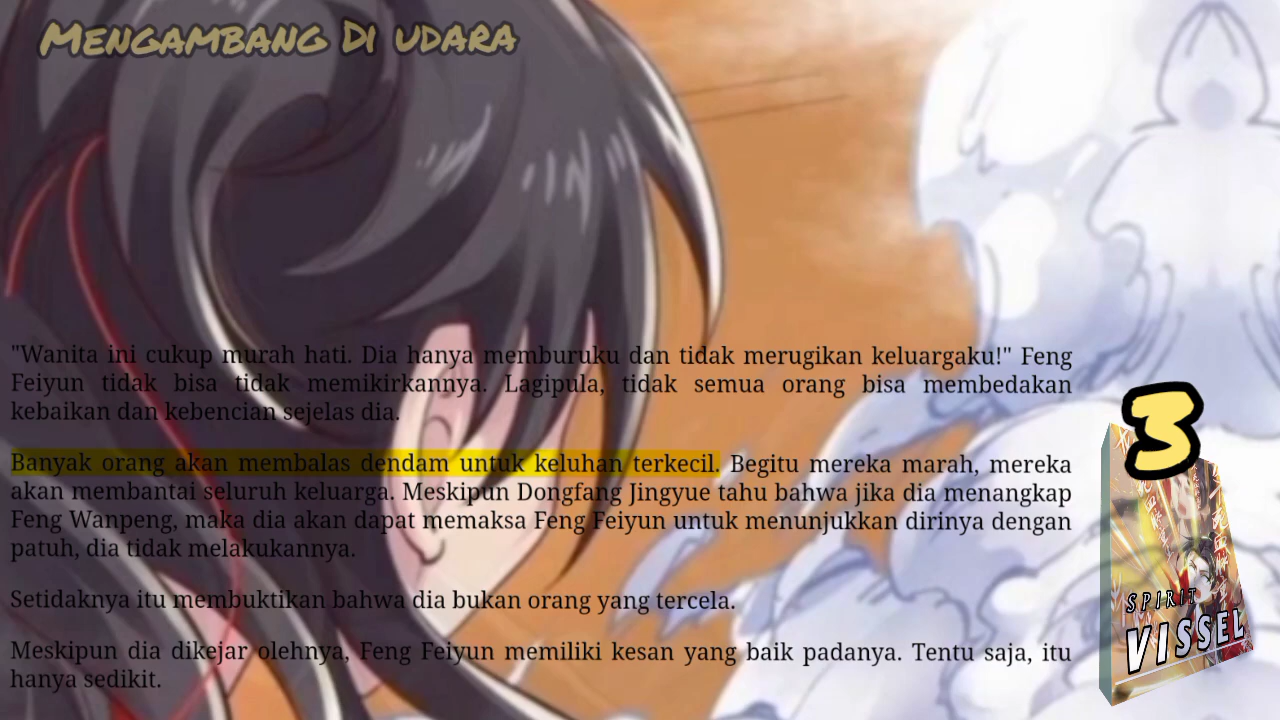 Mengambang Di udara
"Wanita ini cukup murah hati. Dia hanya memburuku dan tidak merugikan keluargaku!" Feng
Feiyun tidak bisa tidak memikirkannya. Lagipula, tidak semua orang bisa membedakan
kebaikan dan kebencian sejelas dia.
Banyak orang akan membalas dendam untuk keluhan terkecil. Begitu mereka marah, mereka
akan membantai seluruh keluarga. Meskipun Dongfang Jingyue tahu bahwa jika dia menangkap
Feng Wanpeng, maka dia akan dapat memaksa Feng Feiyun untuk menunjukkan dirinya dengan
patuh, dia tidak melakukannya.
Setidaknya itu membuktikan bahwa dia bukan orang yang tercela.
Meskipun dia dikejar olehnya, Feng Feiyun memiliki kesan yang baik padanya. Tentu saja, itu
hanya sedikit.
3
SPIRIT
VISSEL